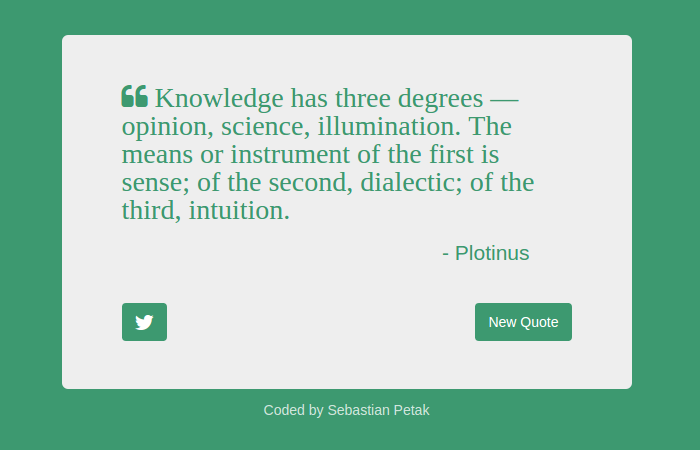 Knowledge has three degrees —
opinion, science, illumination. The
means or instrument of the first is
sense; of the second, dialectic; of the
third, intuition.
- Plotinus
New Quote
Coded by Sebastian Petak